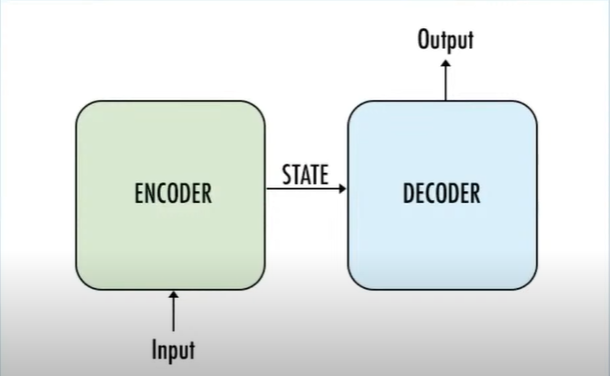 Output
ENCODER
STATE
DECODER
Input